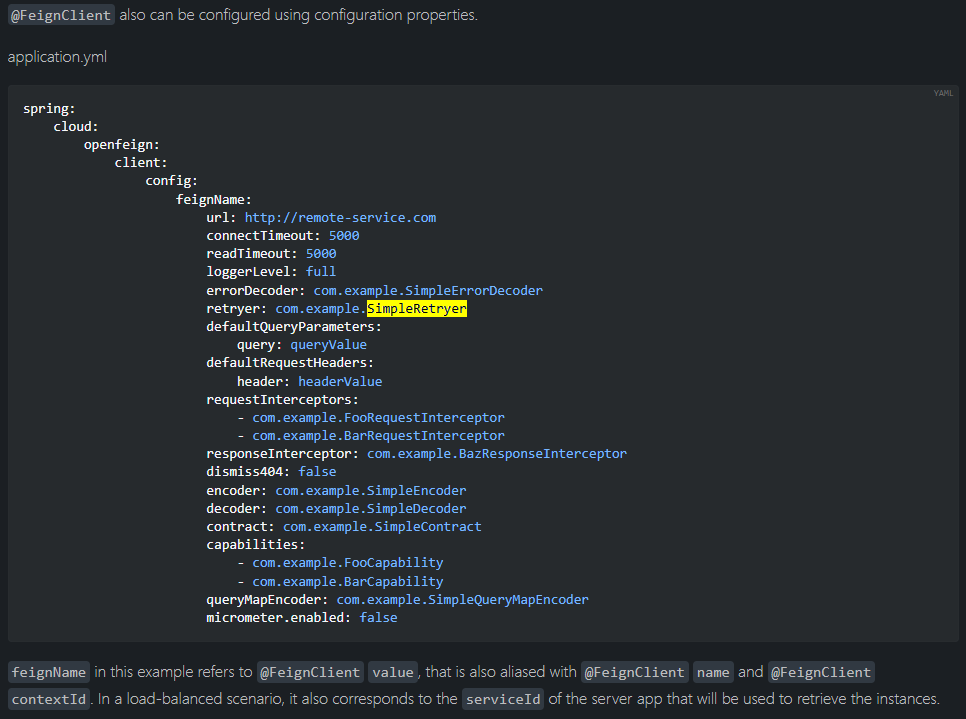 @FeignClient also can be configured using configuration properties.
application.yml
YAML
spring:
    cloud:
        openfeign:
            client:
                config:
                    feignName:
                        url: http://remote-service.com
                        connectTimeout: 5000
                        readTimeout: 5000
                        loggerLevel: full
                        errorDecoder: com.example.SimpleErrorDecoder
                        retryer: com.example.SimpleRetryer
                        defaultQueryParameters:
                            query: queryValue
                        defaultRequestHeaders:
                            header: headerValue
                        requestInterceptors:
                            - com.example.FooRequestInterceptor
                            - com.example.BarRequestInterceptor
                        responseInterceptor: com.example.BazResponseInterceptor
                        dismiss404: false
                        encoder: com.example.SimpleEncoder
                        decoder: com.example.SimpleDecoder
                        contract: com.example.SimpleContract
                        capabilities:
                            - com.example.FooCapability
                            - com.example.BarCapability
                        queryMapEncoder: com.example.SimpleQueryMapEncoder
                        micrometer.enabled: false
feignName in this example refers to @FeignClient value, that is also aliased with @FeignClient name and @FeignClient
contextId. In a load-balanced scenario, it also corresponds to the serviceId of the server app that will be used to retrieve the instances.